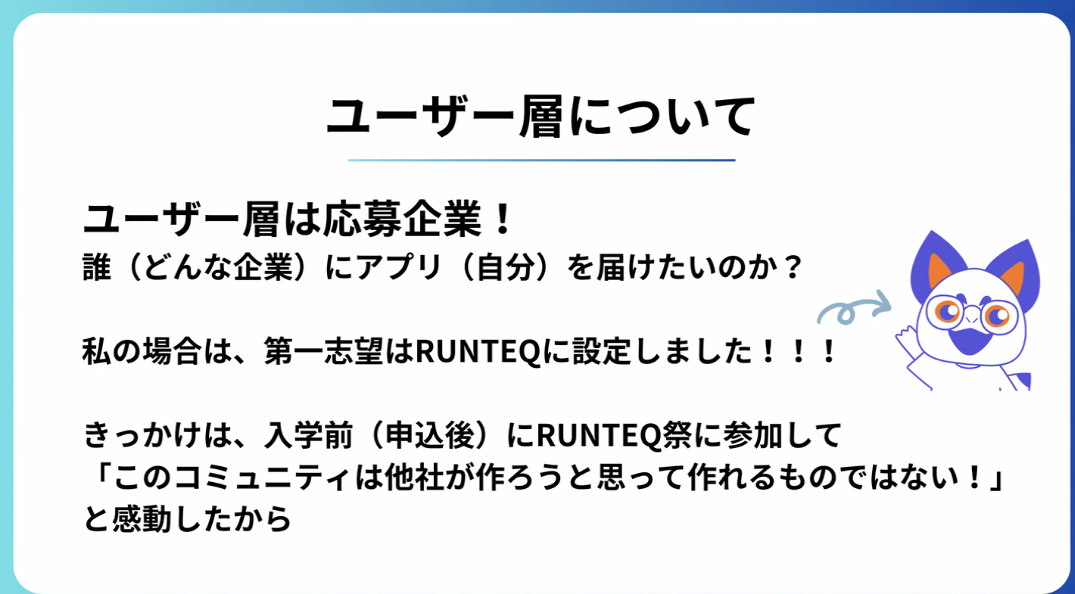 ユーザー層について
ユーザー層は応募企業！
誰（どんな企業）にアプリ（自分）を届けたいのか？
私の場合は、第一志望はRUNTEQに設定しました！！！
きっかけは、入学前（申込後）にRUNTEQ祭に参加して
「このコミュニティは他社が作ろうと思って作れるものではない！」
と感動したから